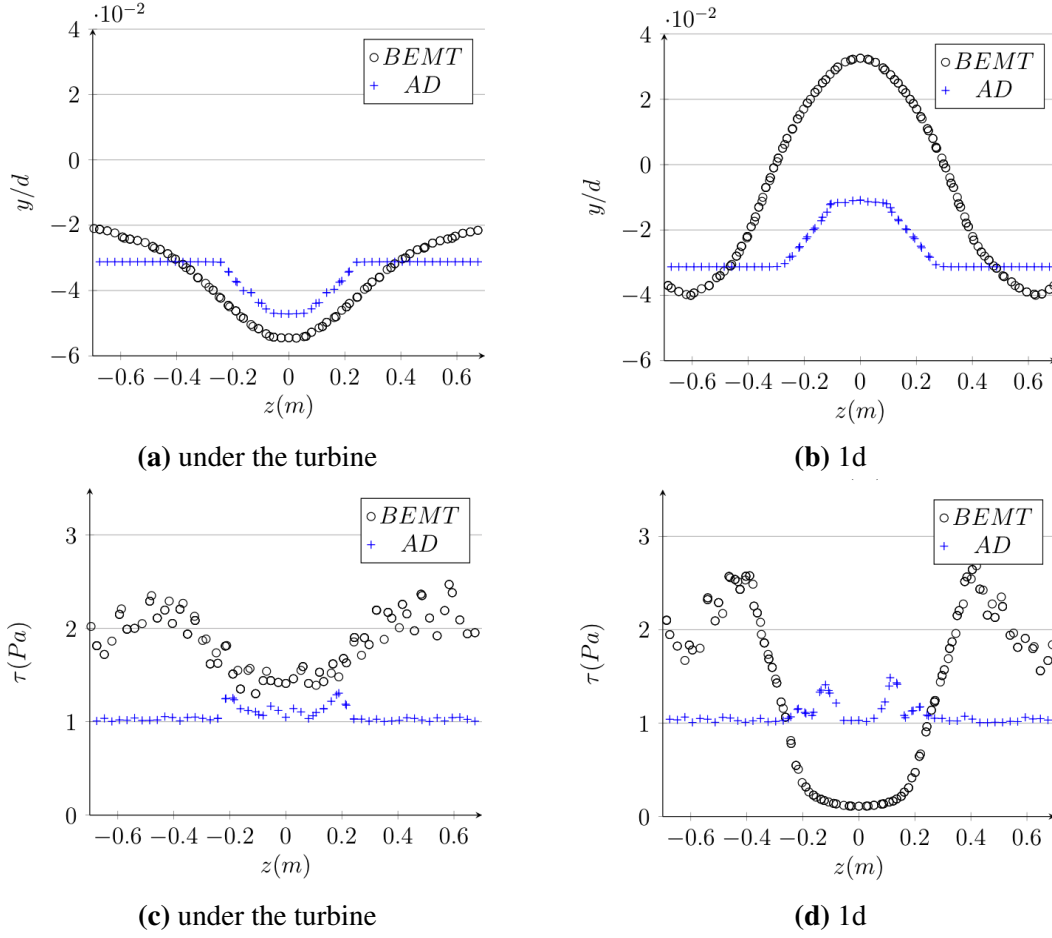 ·10⁻²
4
2
0
−2
−4
−6
y/d
BEMT
AD
−0.6 −0.4 −0.2 0 0.2 0.4 0.6
z(m)
(a) under the turbine
·10⁻²
4
2
0
−2
−4
−6
y/d
BEMT
AD
−0.6 −0.4 −0.2 0 0.2 0.4 0.6
z(m)
(b) 1d
3
2
1
0
τ(Pa)
BEMT
AD
−0.6 −0.4 −0.2 0 0.2 0.4 0.6
z(m)
(c) under the turbine
3
2
1
0
τ(Pa)
BEMT
AD
−0.6 −0.4 −0.2 0 0.2 0.4 0.6
z(m)
(d) 1d